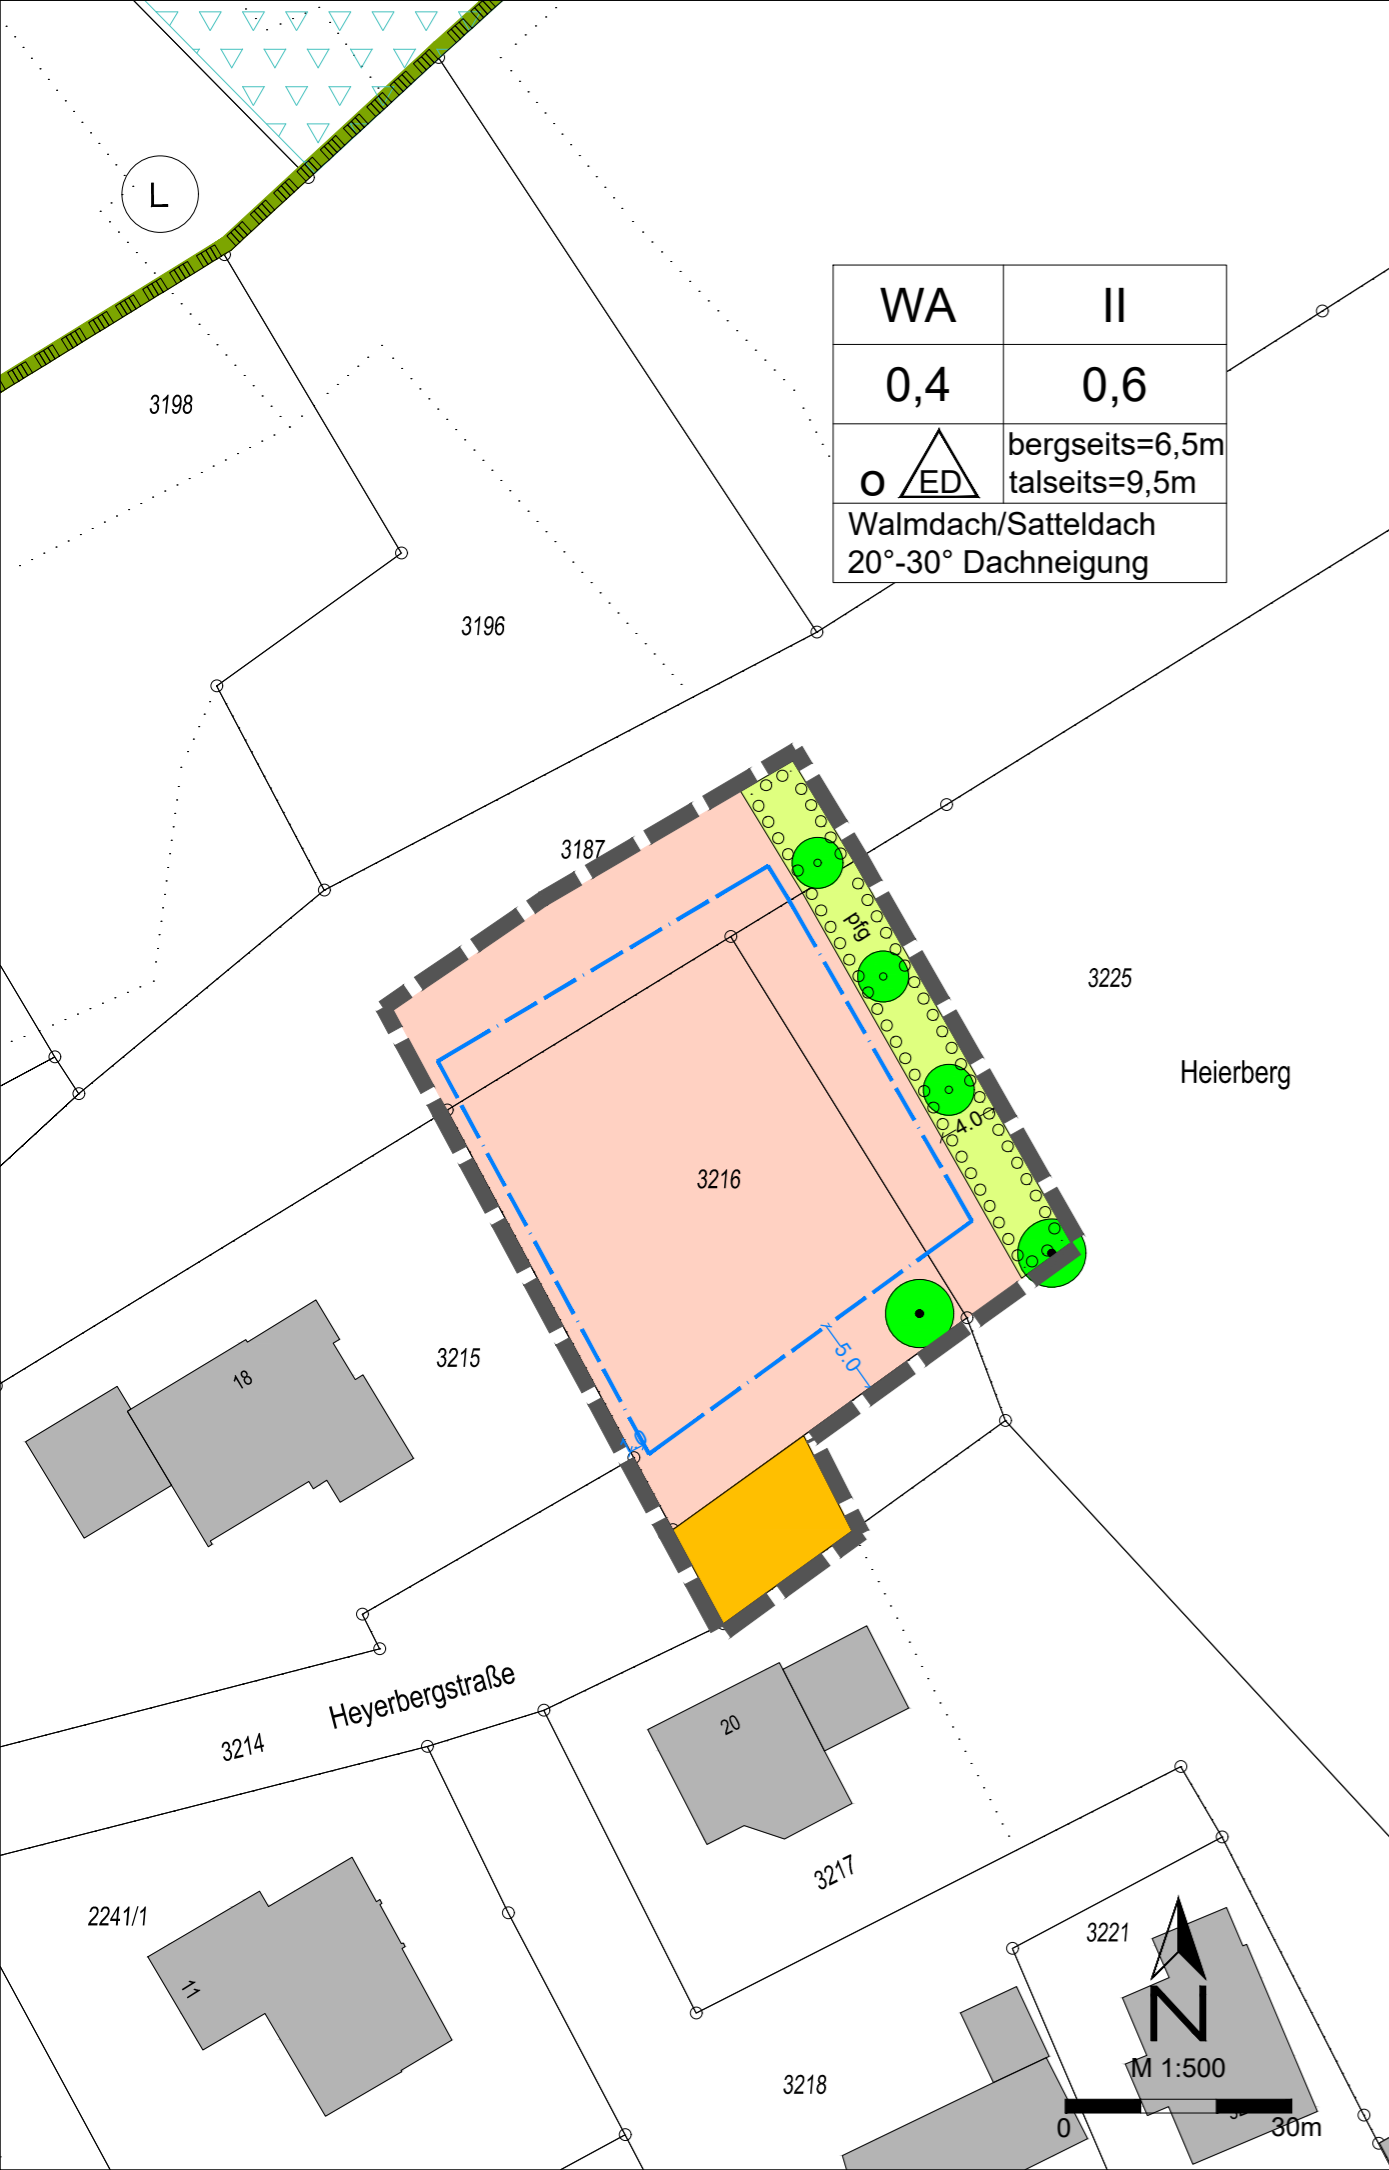 L
WA
II
0,4
0,6
o ED
bergseits=6,5m
talseits=9,5m
Walmdach/Satteldach
20°-30° Dachneigung
3198
3196
3187
pfg
3225
Heierberg
4.0
3216
3215
18
5.0
Heyerbergstraße
3214
20
3217
2241/1
11
3221
N
M 1:500
3218
0
30m